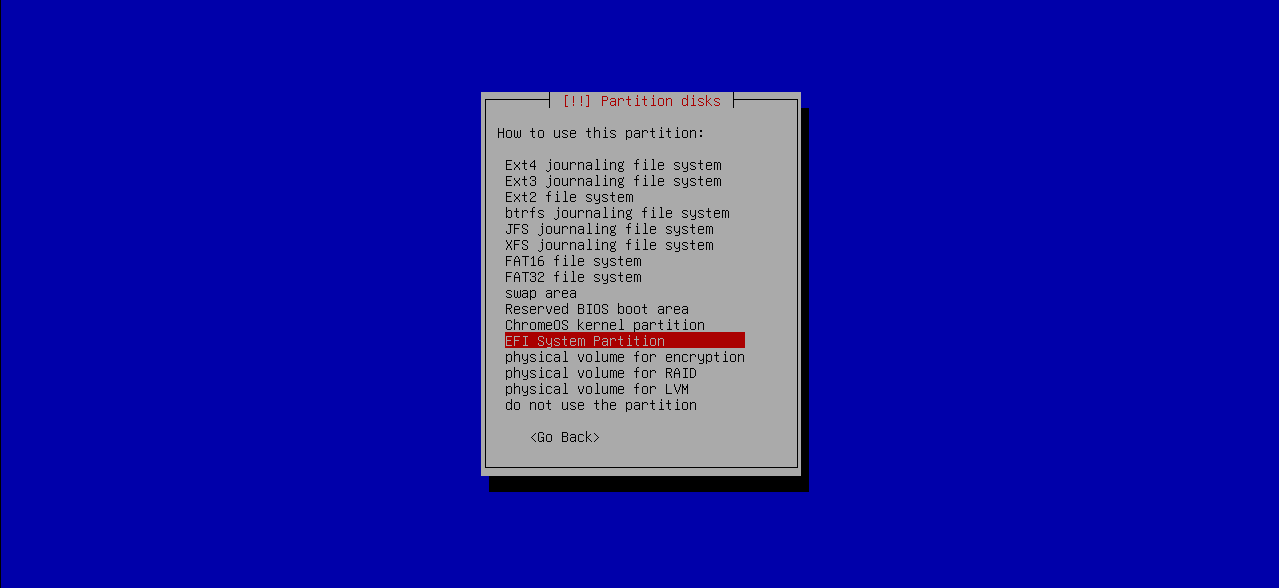 [!!] Partition disks
How to use this partition:
Ext4 journaling file system
Ext3 journaling file system
Ext2 file system
btrfs journaling file system
JFS journaling file system
XFS journaling file system
FAT16 file system
FAT32 file system
swap area
Reserved BIOS boot area
ChromeOS kernel partition
EFI System Partition
physical volume for encryption
physical volume for RAID
physical volume for LVM
do not use the partition
<Go Back>